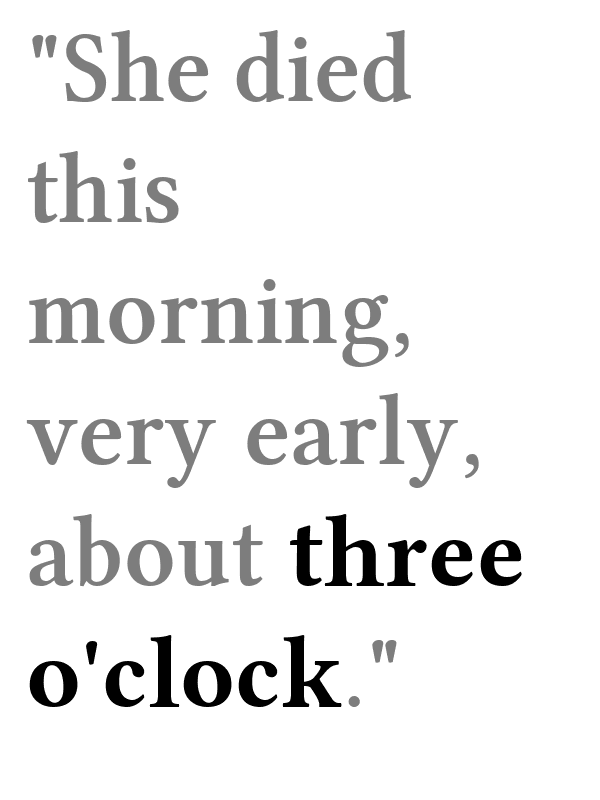 "She died
this
morning,
very early,
about three
o'clock."